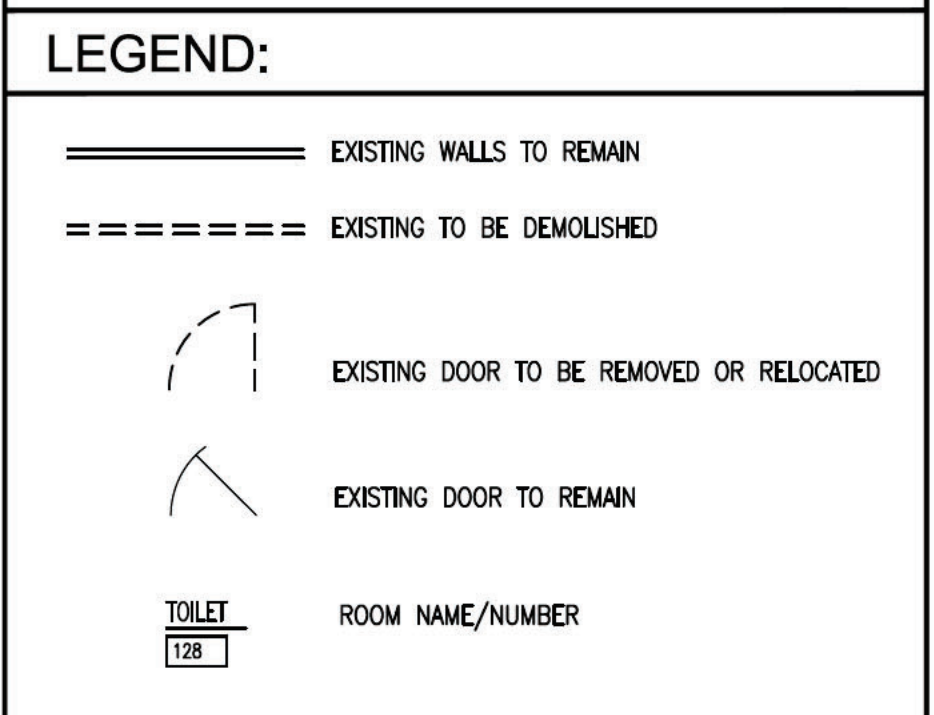 LEGEND:
EXISTING WALLS TO REMAIN
EXISTING TO BE DEMOLISHED
EXISTING DOOR TO BE REMOVED OR RELOCATED
EXISTING DOOR TO REMAIN
TOILET ROOM NAME/NUMBER
128